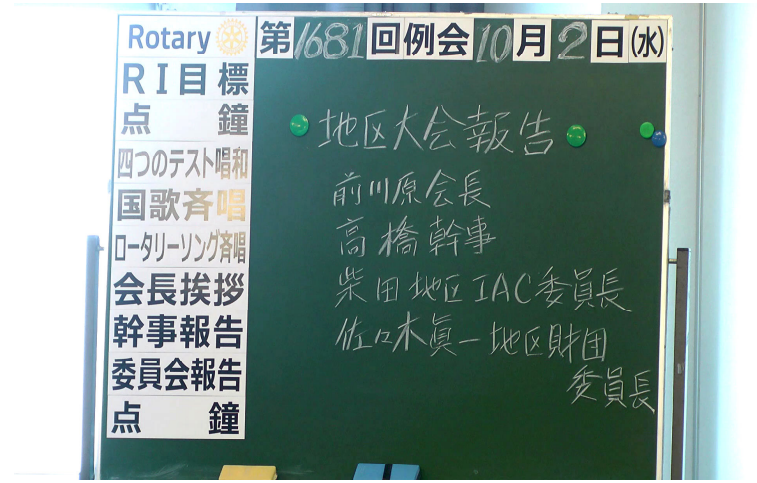 Rotary 第1681回例会10月2日(水)
RI目標
点鐘
四つのテスト唱和
国歌斉唱
ロータリーソング斉唱
会長挨拶
幹事報告
委員会報告
点鐘
地区大会報告
前川原会長
高橋幹事
柴田地区IAC委員長
佐々木眞一地区財団
委員長